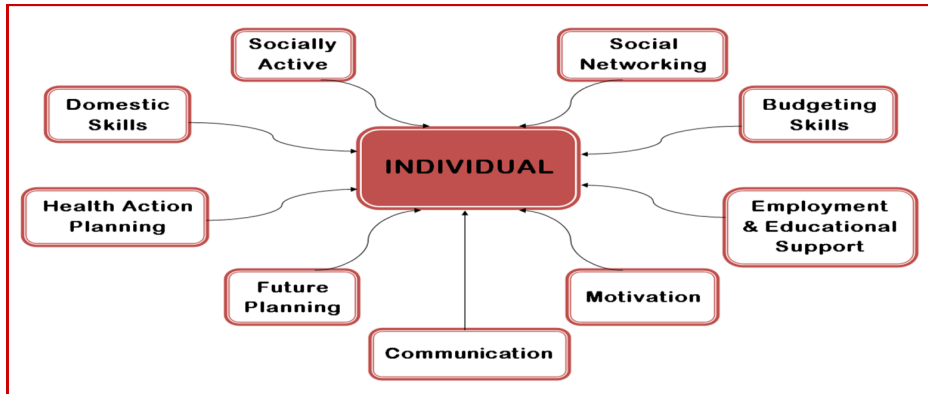 Socially
Active
Social
Networking
Domestic
Skills
Budgeting
Skills
INDIVIDUAL
Health Action
Planning
Employment
& Educational
Support
Future
Planning
Motivation
Communication